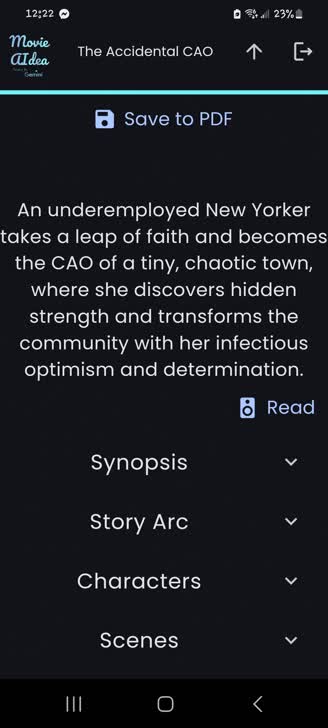 12:22
23%
Movie
AIdea
Gemini
The Accidental CAO
Save to PDF
An underemployed New Yorker
takes a leap of faith and becomes
the CAO of a tiny, chaotic town,
where she discovers hidden
strength and transforms the
community with her infectious
optimism and determination.
Read
Synopsis
Story Arc
Characters
Scenes